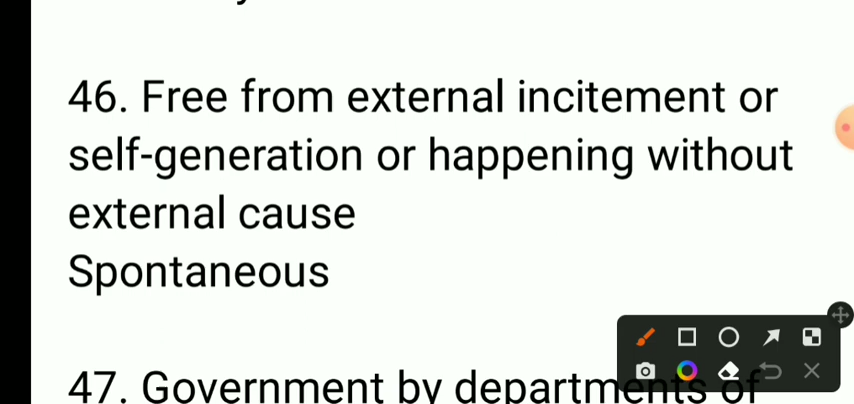 46. Free from external incitement or
self-generation or happening without
external cause
Spontaneous
47. Government by departments of